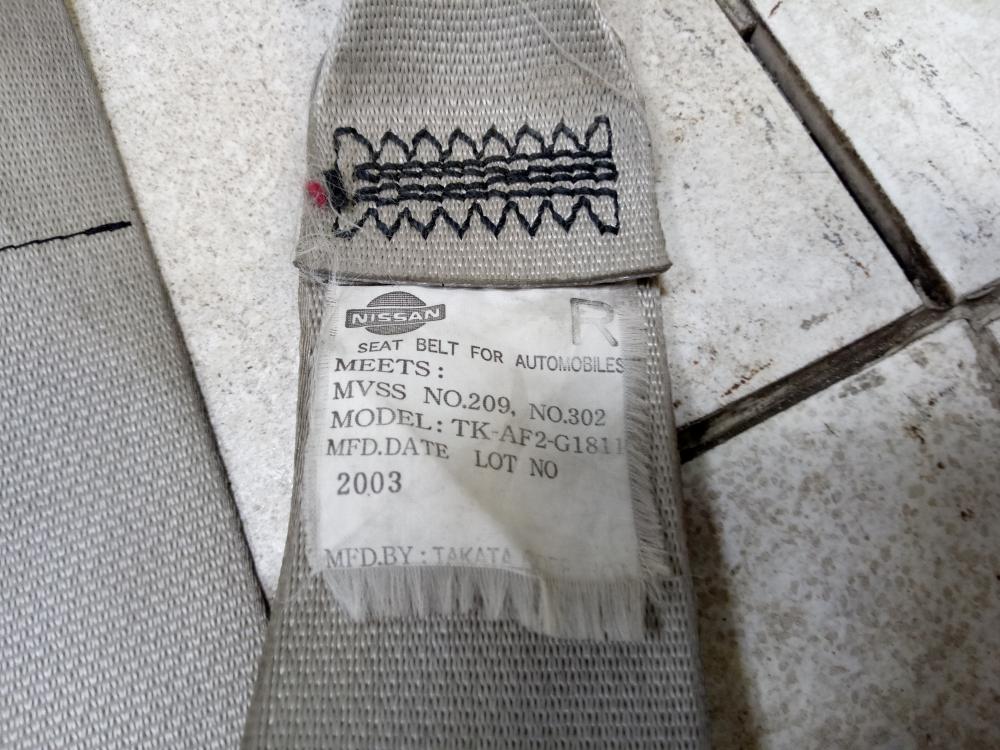 NISSAN
R
SEAT BELT FOR AUTOMOBILES
MEETS:
MVSS NO.209, NO.302
MODEL: TK-AF2-G1811
MFD.DATE LOT NO
2003
MFD.BY: TAKATA